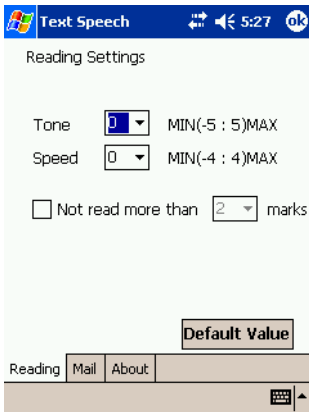 Text Speech 5:27 ok
Reading Settings
Tone 0 MIN(-5 : 5)MAX
Speed 0 MIN(-4 : 4)MAX
Not read more than 2 marks
Default Value
Reading Mail About